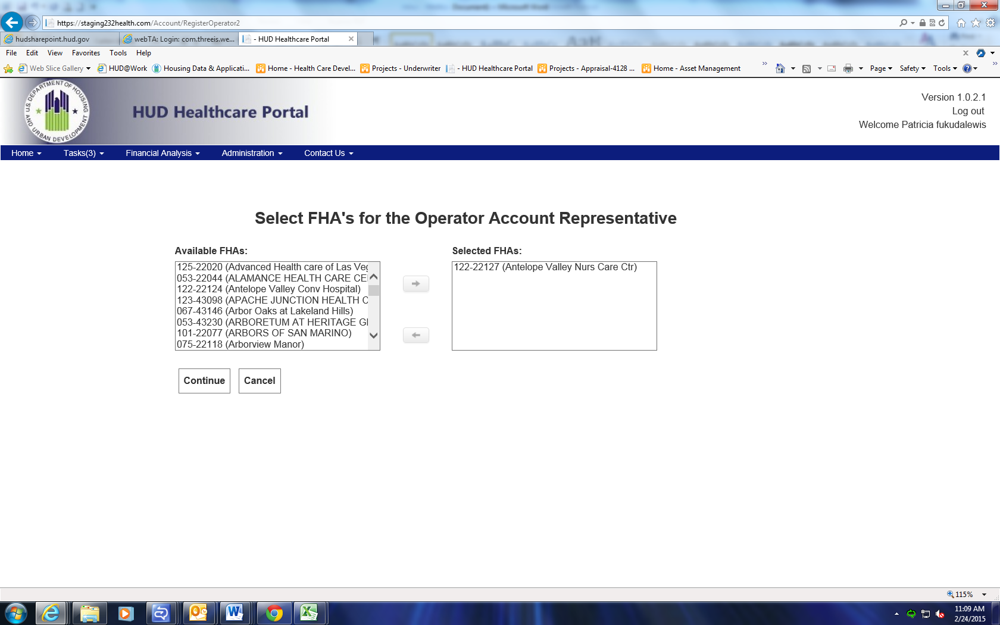 Document1 - Microsoft Word
https://staging232health.com/Account/RegisterOperator2
hudsharepoint.hud.gov
webTA: Login: com.threeis.we...
- HUD Healthcare Portal
File Edit View Favorites Tools Help
Web Slice Gallery
HUD@Work
Housing Data & Applicati...
Home - Health Care Devel...
Projects - Underwriter
- HUD Healthcare Portal
Projects - Appraisal-4128 ...
Home - Asset Management
Page Safety Tools
U.S. DEPARTMENT OF HOUSING AND URBAN DEVELOPMENT
HUD Healthcare Portal
Version 1.0.2.1
Log out
Welcome Patricia fukudalewis
Home Tasks(3) Financial Analysis Administration Contact Us
Select FHA's for the Operator Account Representative
Available FHAs:
125-22020 (Advanced Health care of Las Veg
053-22044 (ALAMANCE HEALTH CARE CE
122-22124 (Antelope Valley Conv Hospital)
123-43098 (APACHE JUNCTION HEALTH C
067-43146 (Arbor Oaks at Lakeland Hills)
053-43230 (ARBORETUM AT HERITAGE G
101-22077 (ARBORS OF SAN MARINO)
075-22118 (Arborview Manor)
Selected FHAs:
122-22127 (Antelope Valley Nurs Care Ctr)
Continue Cancel
115%
11:09 AM
2/24/2015